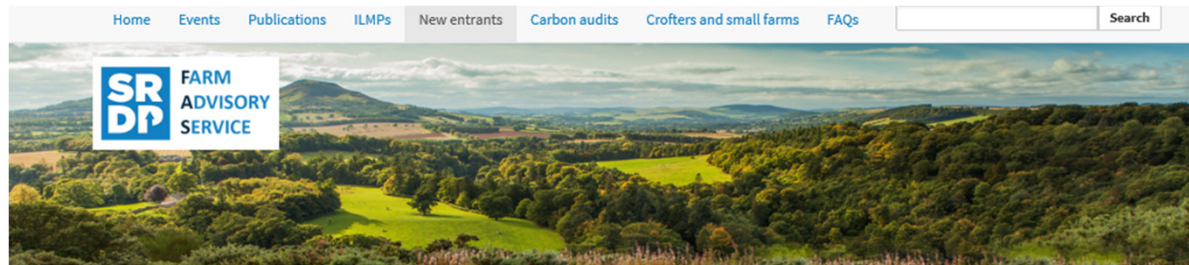 Home Events Publications ILMPs New entrants Carbon audits Crofters and small farms FAQs Search
SR
DP
FARM
ADVISORY
SERVICE